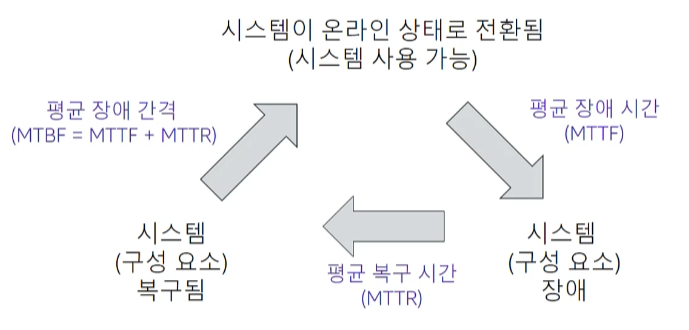 시스템이 온라인 상태로 전환됨
(시스템 사용 가능)
평균 장애 간격
(MTBF = MTTF + MTTR)
평균 장애 시간
(MTTF)
시스템
(구성 요소)
복구됨
평균 복구 시간
(MTTR)
시스템
(구성 요소)
장애